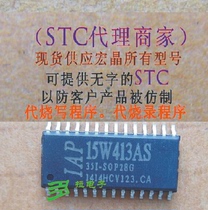 （STC代理商家）
现货供应宏晶所有型号
可提供无字的STC
以防客户产品被仿制
代烧写程序、代烧录程序
IAP
15W413AS
35I-SOP28G
1414HCV123.CA
电子